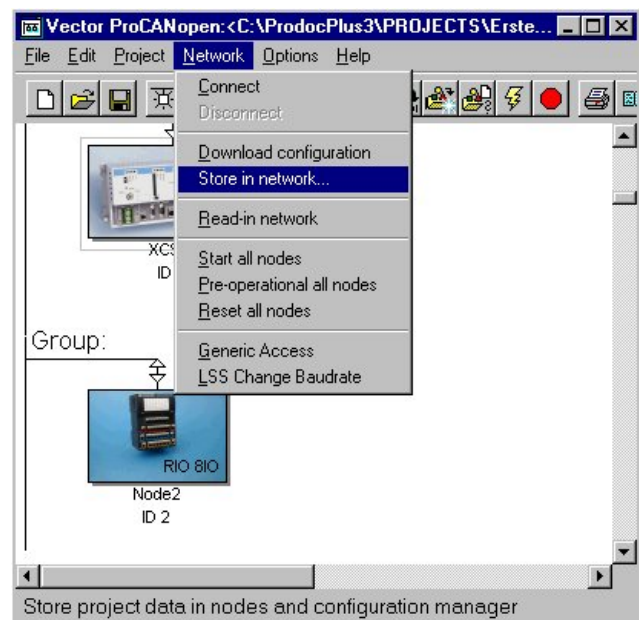 Vector ProCANopen:<C:\ProdocPlus3\PROJECTS\Erste...
File Edit Project Network Options Help
Connect
Disconnect
Download configuration
Store in network...
Read-in network
Start all nodes
Pre-operational all nodes
Reset all nodes
Generic Access
LSS Change Baudrate
XCS
ID
Group:
RIO 8IO
Node2
ID 2
Store project data in nodes and configuration manager